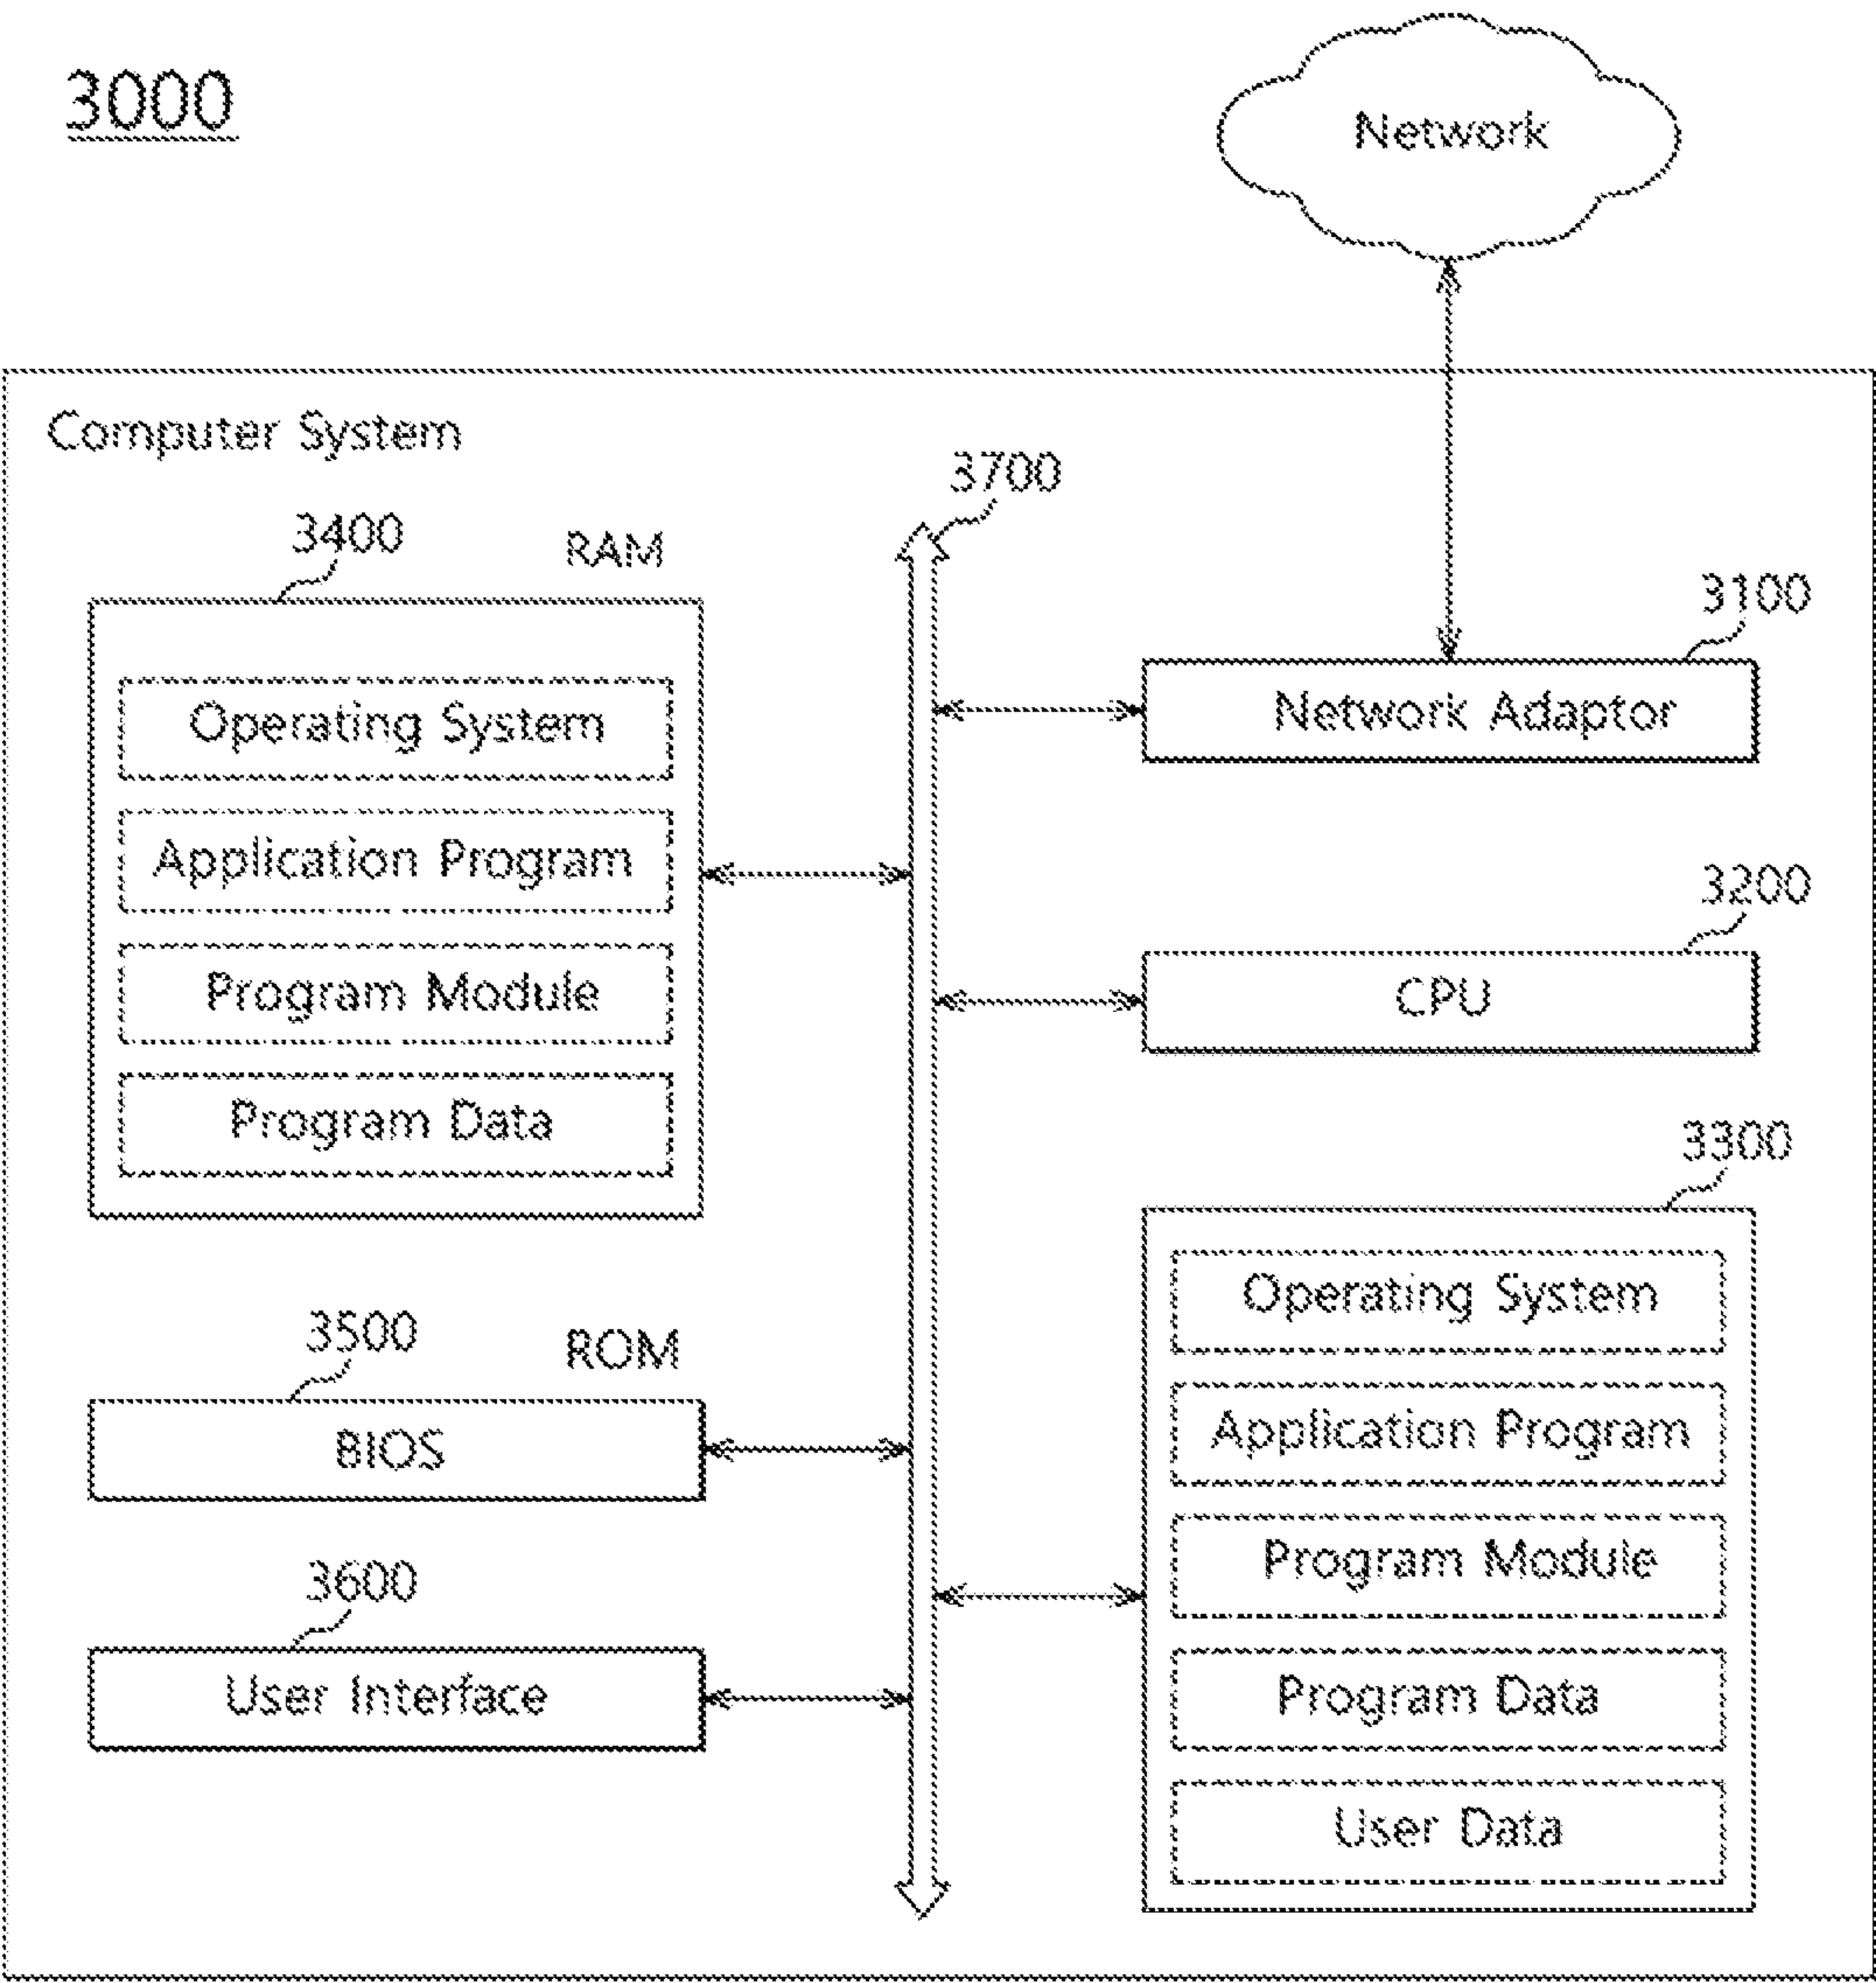 3000
Network
Computer System
3700
3400
RAM
Operating System
Application Program
Program Module
Program Data
3100
Network Adaptor
3200
CPU
3300
Operating System
Application Program
Program Module
Program Data
User Data
3500
ROM
BIOS
3600
User Interface